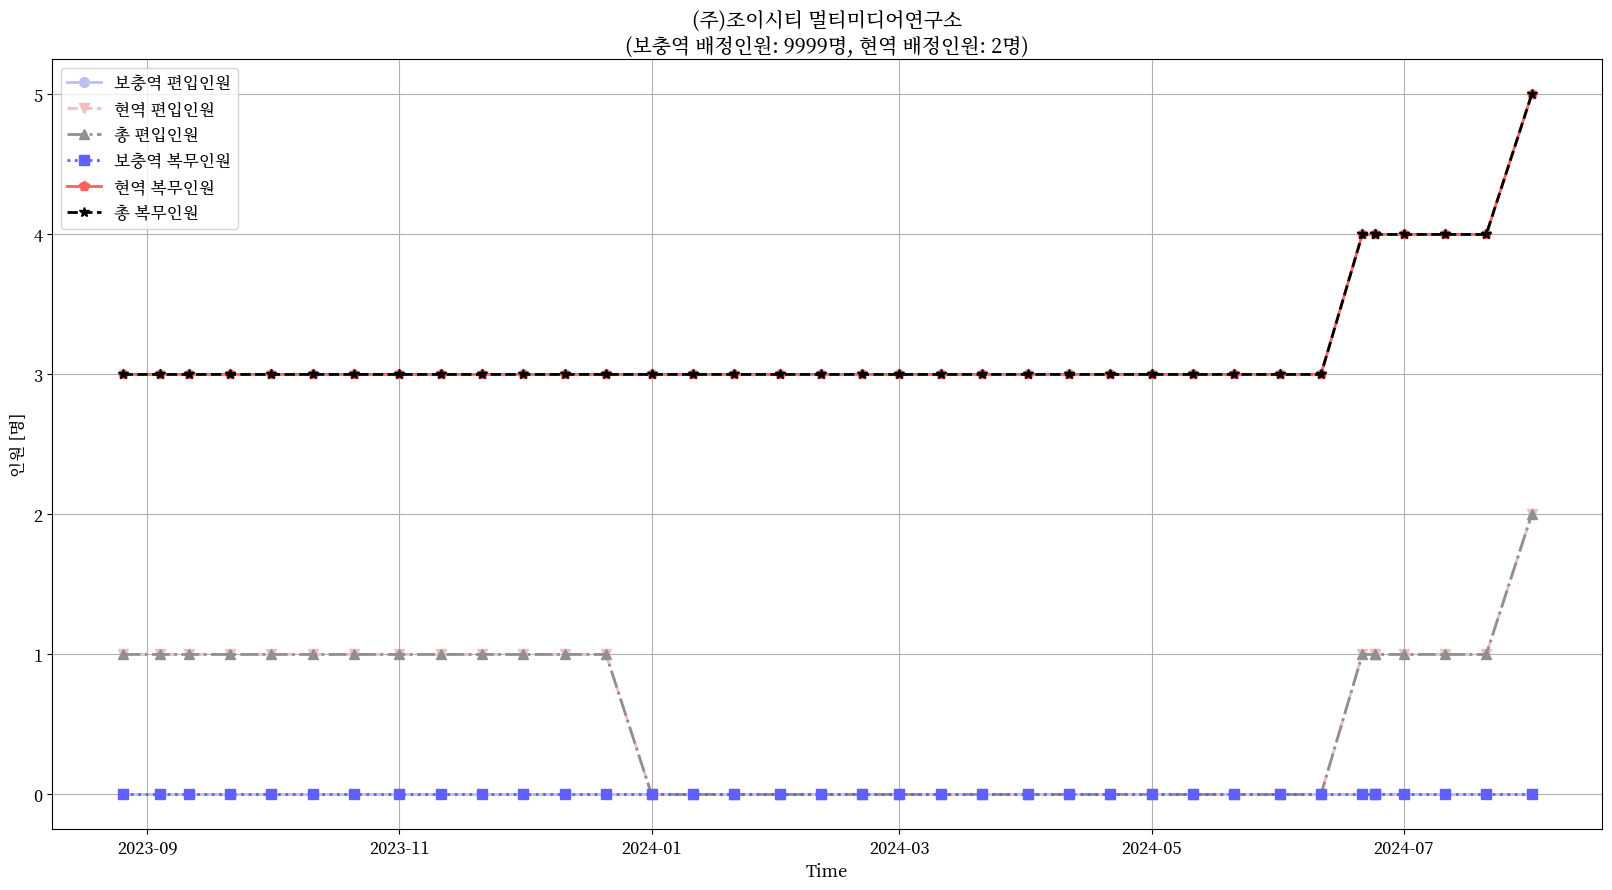 (주)조이시티 멀티미디어연구소
(보충역 배정인원: 9999명, 현역 배정인원: 2명)
보충역 편입인원
현역 편입인원
총 편입인원
보충역 복무인원
현역 복무인원
총 복무인원
인원 [명]
5
4
3
2
1
0
2023-09
2023-11
2024-01
2024-03
2024-05
2024-07
Time